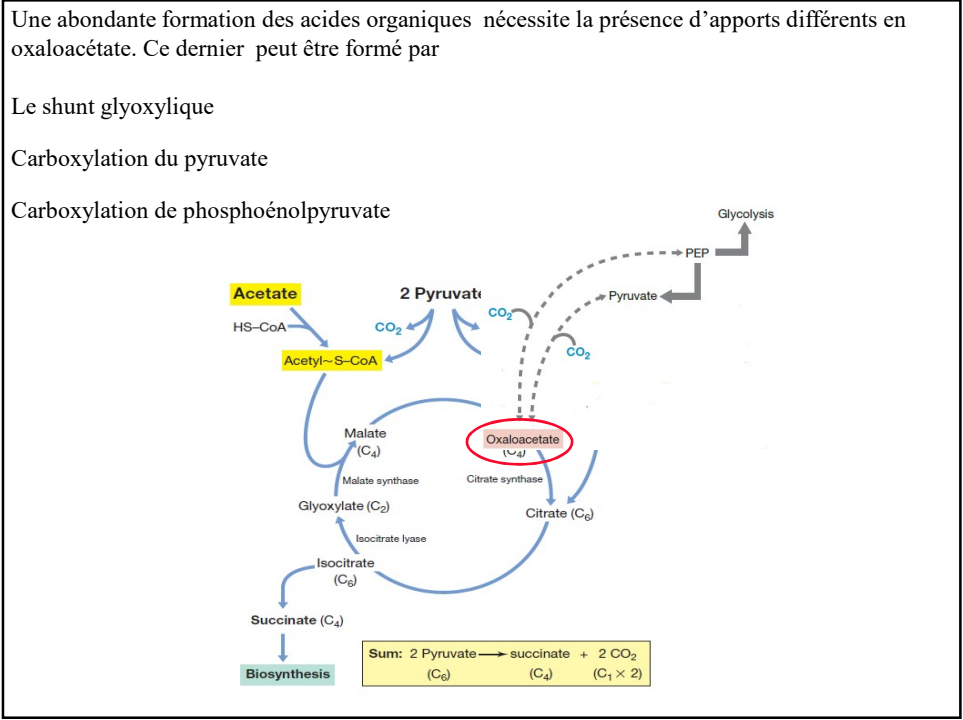 Une abondante formation des acides organiques  nécessite la présence d’apports différents en
oxaloacétate. Ce dernier  peut être formé par
Le shunt glyoxylique
Carboxylation du pyruvate
Carboxylation de phosphoénolpyruvate
Glycolysis
PEP
Acetate
2 Pyruvate
Pyruvate
CO2
HS–CoA
CO2
CO2
Acetyl~S–CoA
Malate
(C4)
Oxaloacetate
(C4)
Malate synthase
Citrate synthase
Glyoxylate (C2)
Citrate (C6)
Isocitrate lyase
Isocitrate
(C6)
Succinate (C4)
Biosynthesis
Sum: 2 Pyruvate → succinate + 2 CO2
(C6) (C4) (C1 × 2)